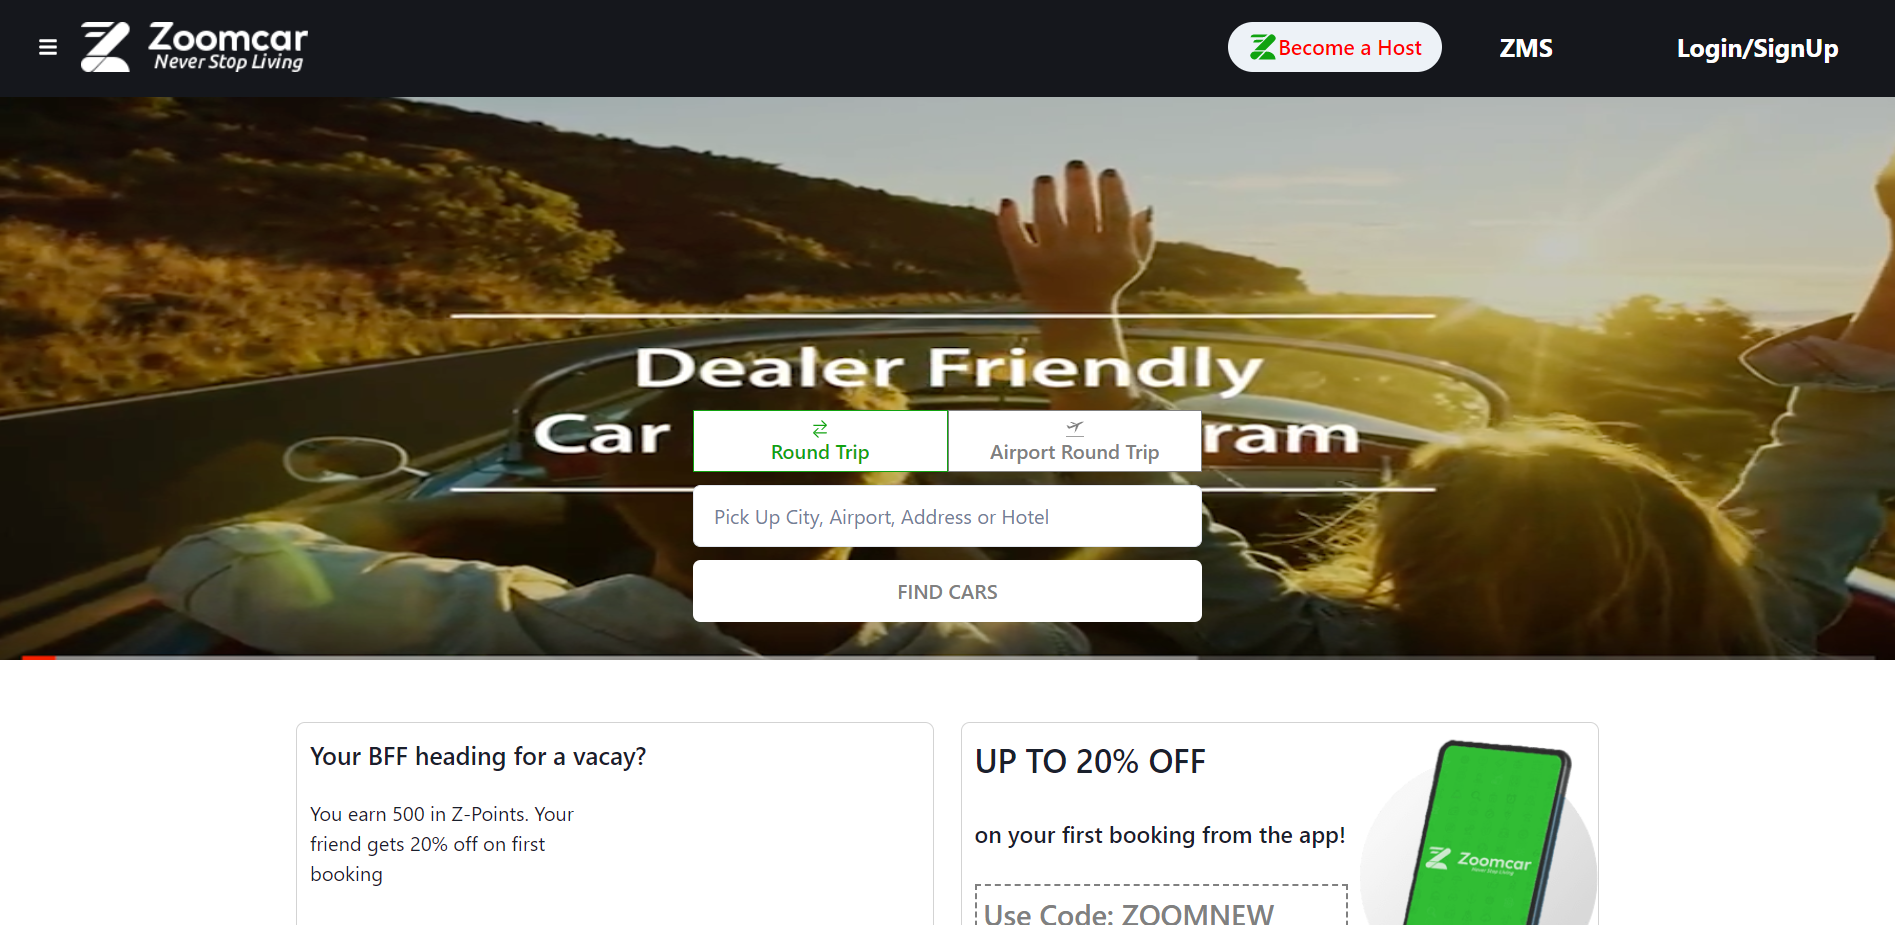 Zoomcar
Never Stop Living
Become a Host
ZMS
Login/SignUp
Dealer Friendly
Car
ram
Round Trip
Airport Round Trip
Pick Up City, Airport, Address or Hotel
FIND CARS
Your BFF heading for a vacay?
You earn 500 in Z-Points. Your
friend gets 20% off on first
booking
UP TO 20% OFF
on your first booking from the app!
Use Code: ZOOMNEW
Zoomcar
Never Stop Living